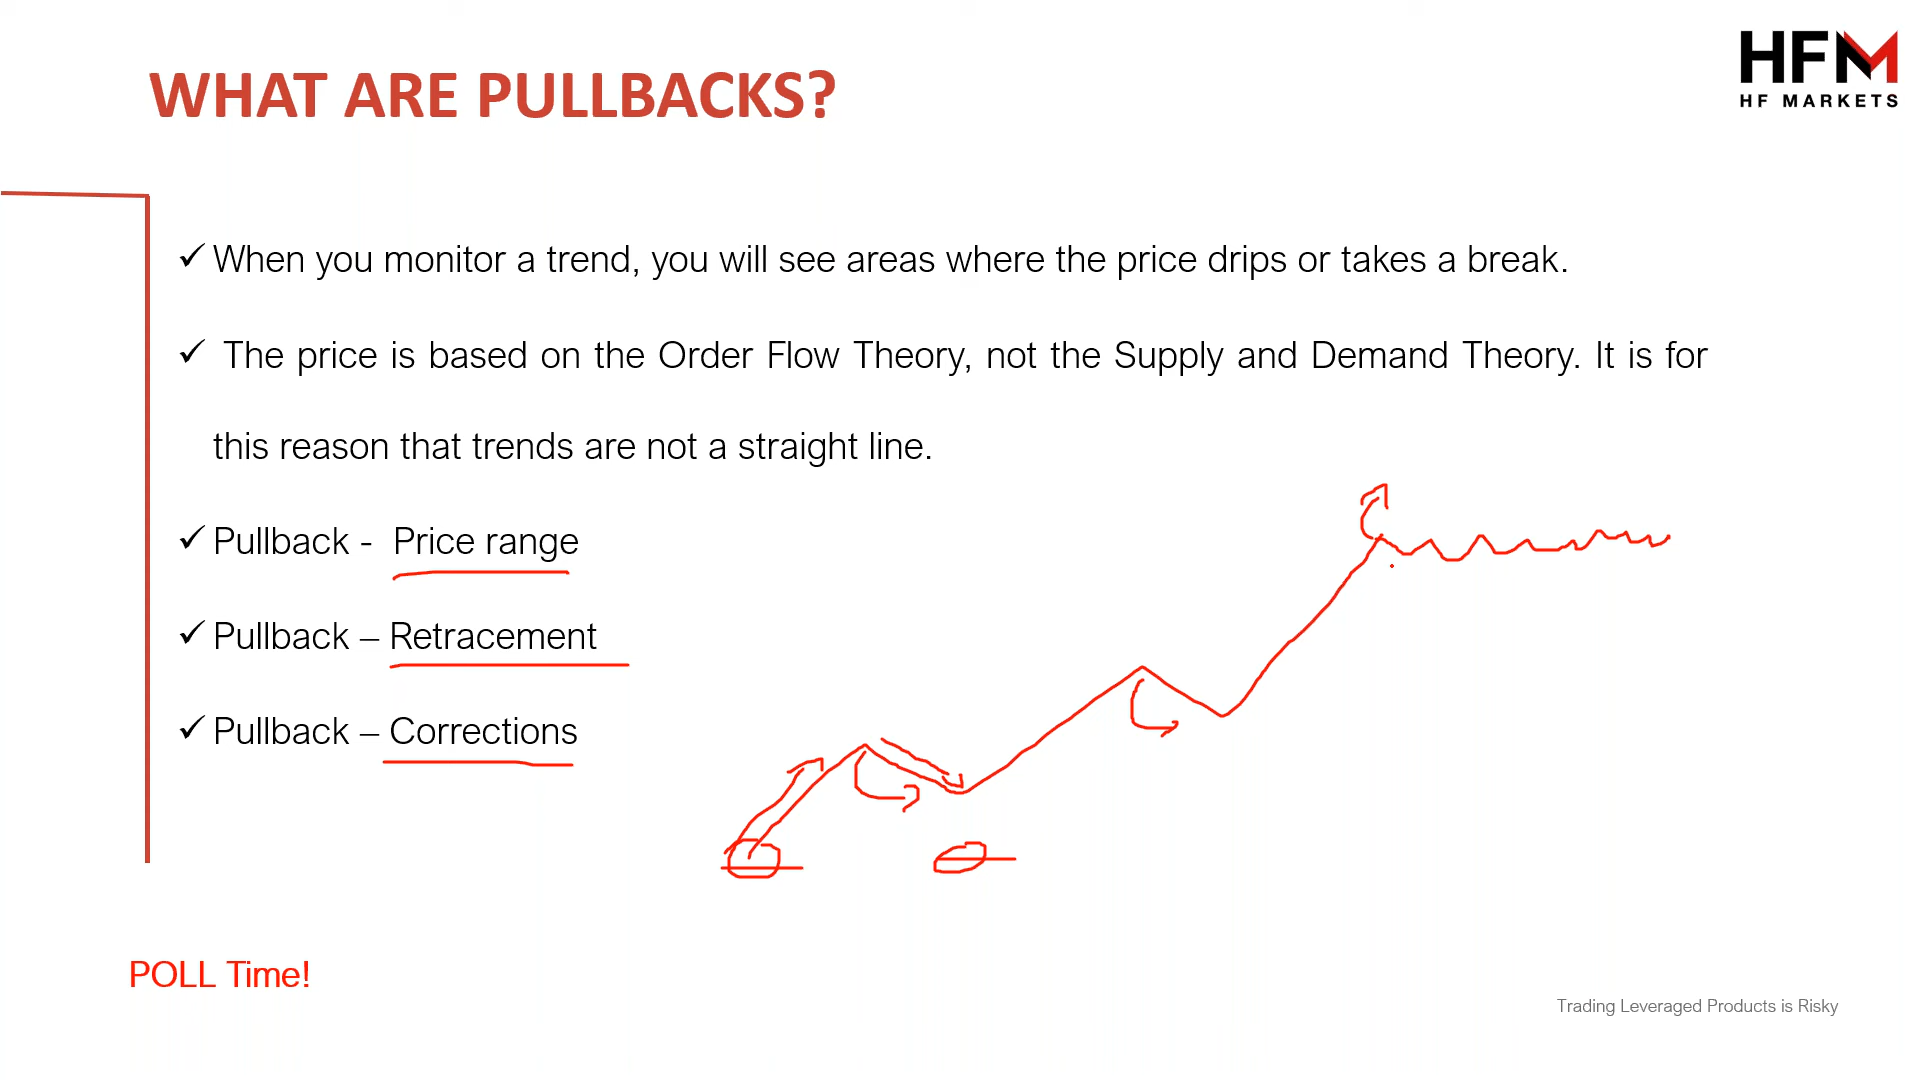 WHAT ARE PULLBACKS?
HFM
HF MARKETS
✓ When you monitor a trend, you will see areas where the price drips or takes a break.
✓ The price is based on the Order Flow Theory, not the Supply and Demand Theory. It is for
this reason that trends are not a straight line.
✓ Pullback - Price range
✓ Pullback – Retracement
✓ Pullback – Corrections
POLL Time!
Trading Leveraged Products is Risky